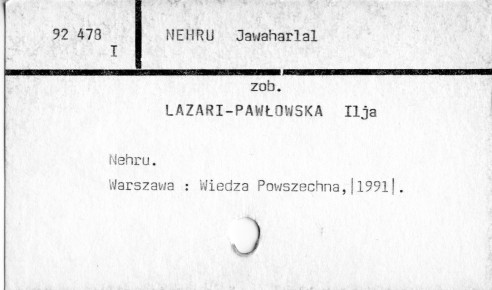 92 478 NEHRU Jawaharlal
I
zob.
LAZARI-PAWŁOWSKA Ilja
Nehru.
Warszawa : Wiedza Powszechna,|1991|.